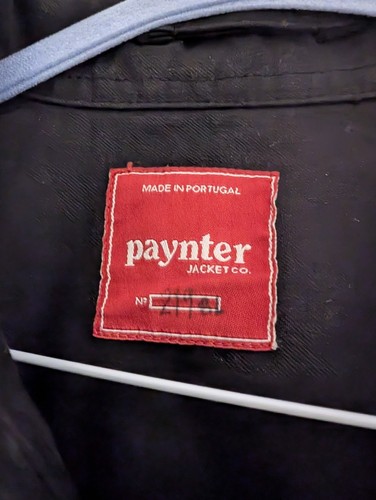 MADE IN PORTUGAL
paynter
JACKET CO.
Nº